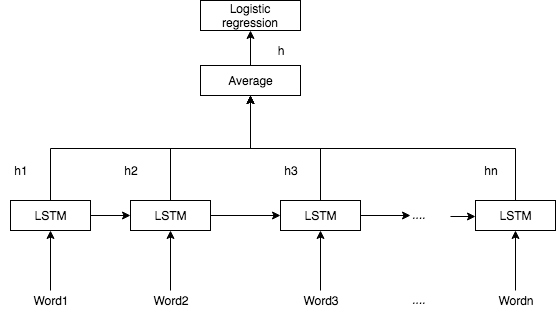 Logistic
regression
h
Average
h1 h2 h3 hn
LSTM LSTM LSTM .... LSTM
Word1 Word2 Word3 .... Wordn